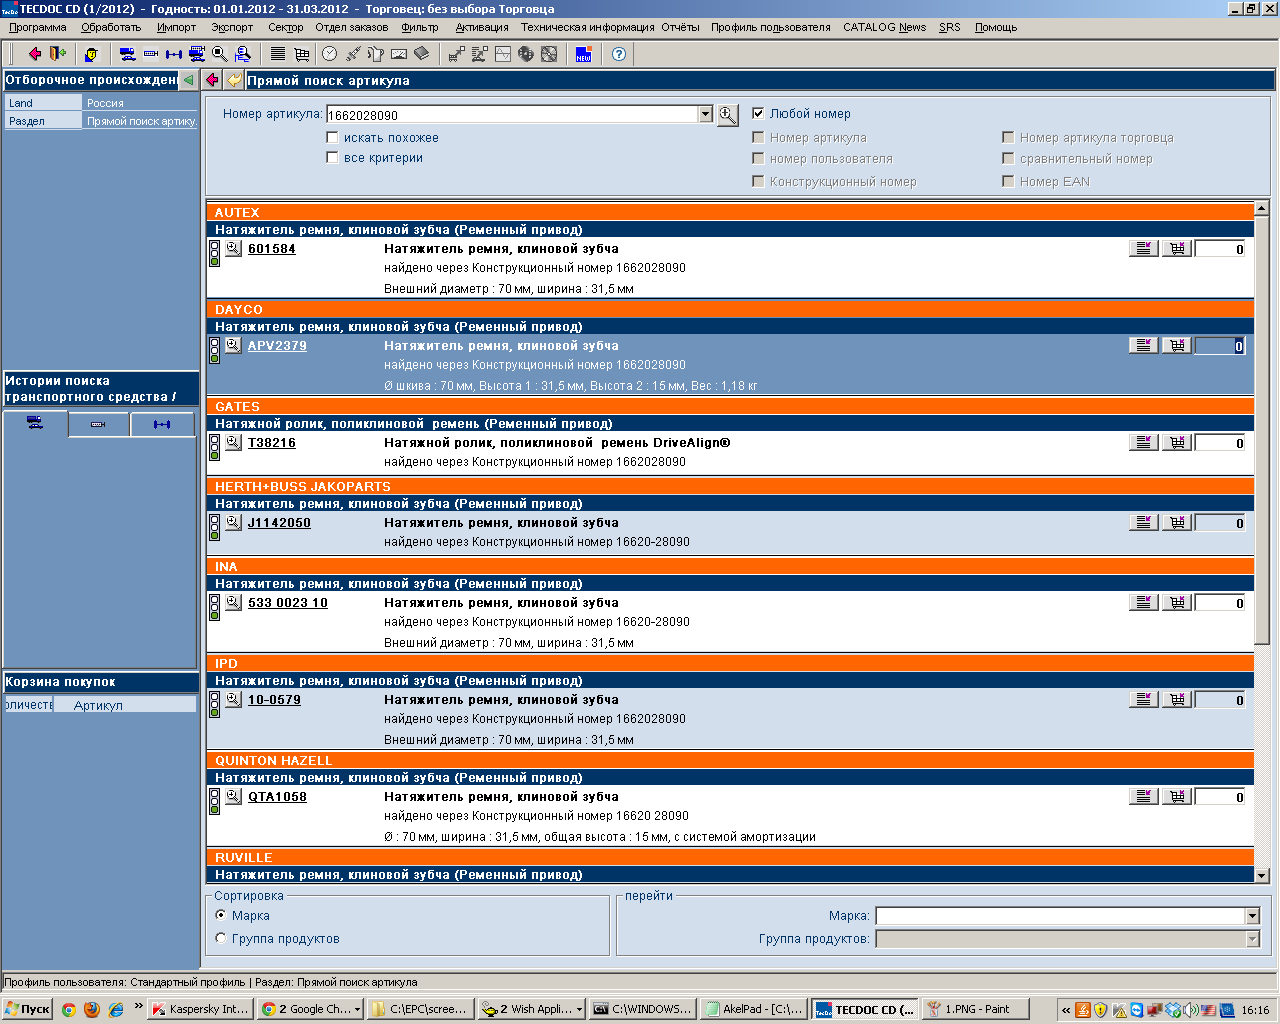 TECDOC CD (1/2012) - Годность: 01.01.2012 - 31.03.2012 - Торговец: без выбора Торговца
Программа Обработать Импорт Экспорт Сектор Отдел заказов Фильтр Активация Техническая информация Отчёты Профиль пользователя CATALOG News SRS Помощь
NEW
Отборочное происхожден
Прямой поиск артикула
Land Россия
Раздел Прямой поиск артику.
Номер артикула: 1662028090
искать похожее
все критерии
Любой номер
Номер артикула
Номер артикула торговца
номер пользователя
сравнительный номер
Конструкционный номер
Номер EAN
AUTEX
Натяжитель ремня, клиновой зубча (Ременный привод)
601584 Натяжитель ремня, клиновой зубча 0
найдено через Конструкционный номер 1662028090
Внешний диаметр : 70 мм, ширина : 31,5 мм
DAYCO
Натяжитель ремня, клиновой зубча (Ременный привод)
APV2379 Натяжитель ремня, клиновой зубча 0
найдено через Конструкционный номер 1662028090
Ø шкива : 70 мм, Высота 1 : 31,5 мм, Высота 2 : 15 мм, Вес : 1,18 кг
GATES
Натяжной ролик, поликлиновой ремень (Ременный привод)
T38216 Натяжной ролик, поликлиновой ремень DriveAlign® 0
найдено через Конструкционный номер 1662028090
HERTH+BUSS JAKOPARTS
Натяжитель ремня, клиновой зубча (Ременный привод)
J1142050 Натяжитель ремня, клиновой зубча 0
найдено через Конструкционный номер 16620-28090
INA
Натяжитель ремня, клиновой зубча (Ременный привод)
533 0023 10 Натяжитель ремня, клиновой зубча 0
найдено через Конструкционный номер 16620-28090
Внешний диаметр : 70 мм, ширина : 31,5 мм
IPD
Натяжитель ремня, клиновой зубча (Ременный привод)
10-0579 Натяжитель ремня, клиновой зубча 0
найдено через Конструкционный номер 1662028090
Внешний диаметр : 70 мм, ширина : 31,5 мм
QUINTON HAZELL
Натяжитель ремня, клиновой зубча (Ременный привод)
QTA1058 Натяжитель ремня, клиновой зубча 0
найдено через Конструкционный номер 16620 28090
Ø : 70 мм, ширина : 31,5 мм, общая высота : 15 мм, с системой амортизации
RUVILLE
Натяжитель ремня, клиновой зубча (Ременный привод)
Истории поиска
транспортного средства /
Корзина покупок
оличеств Артикул
Сортировка
Марка
Группа продуктов
перейти
Марка:
Группа продуктов:
Профиль пользователя: Стандартный профиль | Раздел: Прямой поиск артикула
Пуск » Kaspersky Int... 2 Google Ch... C:\EPC\scree... 2 Wish Appli... C:\WINDOWS... AkelPad - [C:\... TECDOC CD (... 1.PNG - Paint « 16:16